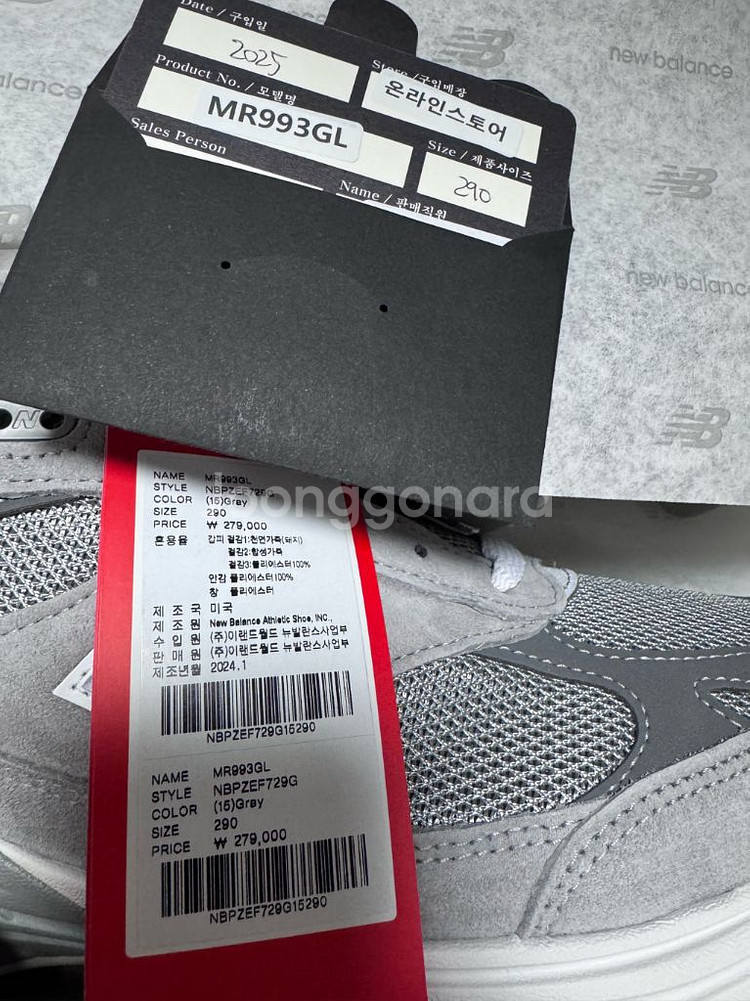 Date / 구입일
2025
Store /구입매장
온라인스토어
Product No. / 모델명
MR993GL
Size / 제품사이즈
290
Sales Person
Name / 판매직원
new balance
new balance
N
NAME MR993GL
STYLE NBPZEF729G
COLOR (15)Gray
SIZE 290
PRICE ₩ 279,000
혼용율 갑피 겉감1:천연가죽(돼지)
겉감2:합성가죽
겉감3:폴리에스터100%
안감 폴리에스터100%
창 폴리에스터
제 조 국 미국
제 조 원 New Balance Athletic Shoe, INC.,
수 입 원 (주)이랜드월드 뉴발란스사업부
판 매 원 (주)이랜드월드 뉴발란스사업부
제조년월 2024.1
NBPZEF729G15290
NAME MR993GL
STYLE NBPZEF729G
COLOR (15)Gray
SIZE 290
PRICE ₩ 279,000
NBPZEF729G15290